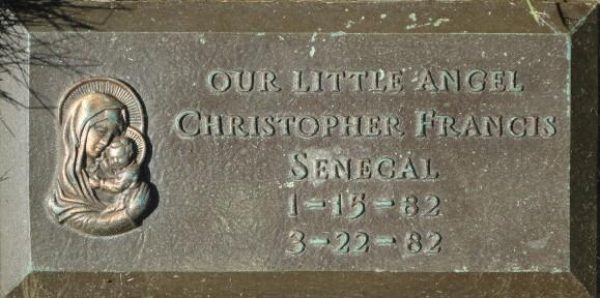 OUR LITTLE ANGEL
CHRISTOPHER FRANCIS
SENEGAL
1-15-82
3-22-82